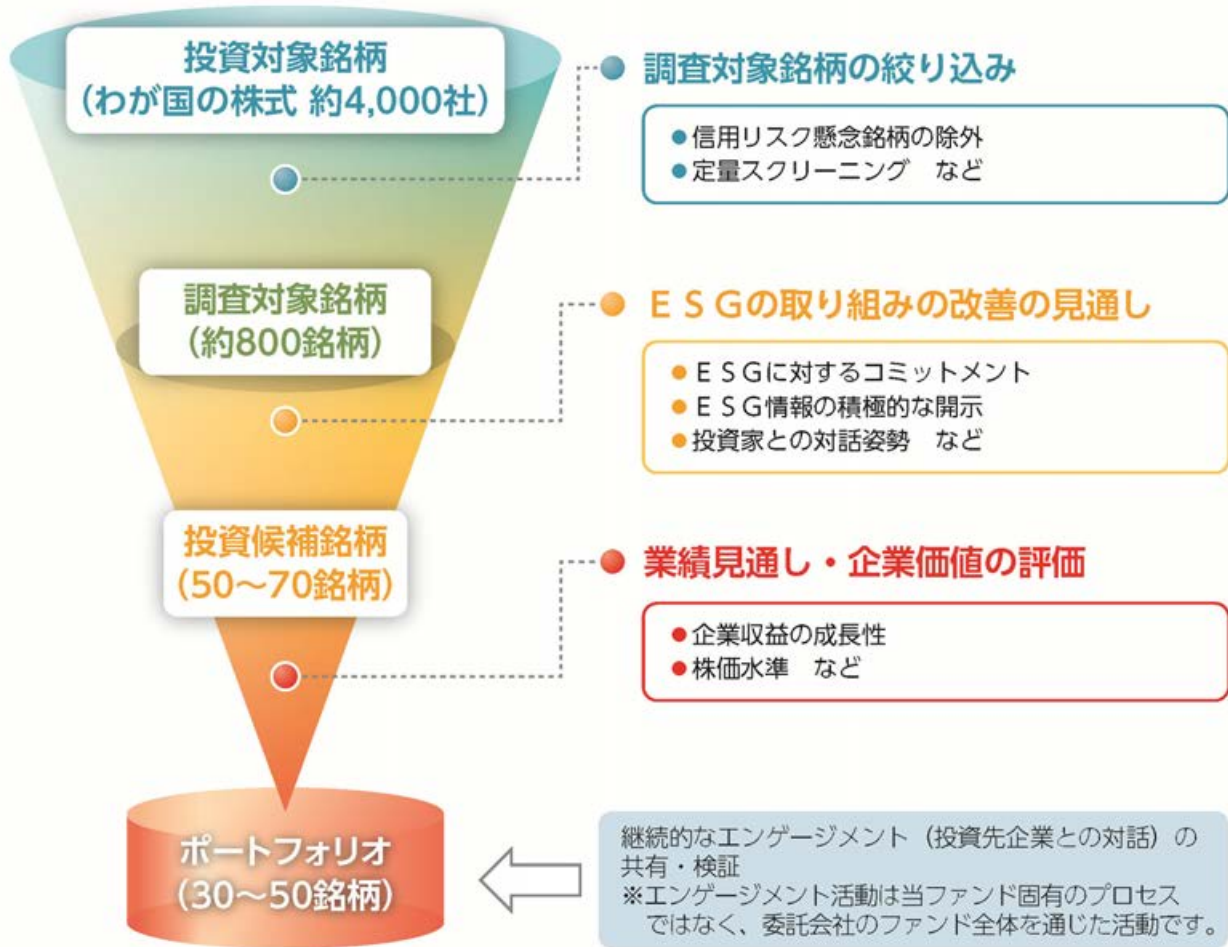 投資対象銘柄
(わが国の株式 約4,000社)
調査対象銘柄の絞り込み
●信用リスク懸念銘柄の除外
●定量スクリーニング　など
調査対象銘柄
(約800銘柄)
ＥＳＧの取り組みの改善の見通し
●ＥＳＧに対するコミットメント
●ＥＳＧ情報の積極的な開示
●投資家との対話姿勢　など
投資候補銘柄
(50～70銘柄)
業績見通し・企業価値の評価
●企業収益の成長性
●株価水準　など
ポートフォリオ
(30～50銘柄)
継続的なエンゲージメント（投資先企業との対話）の
共有・検証
※エンゲージメント活動は当ファンド固有のプロセス
ではなく、委託会社のファンド全体を通じた活動です。